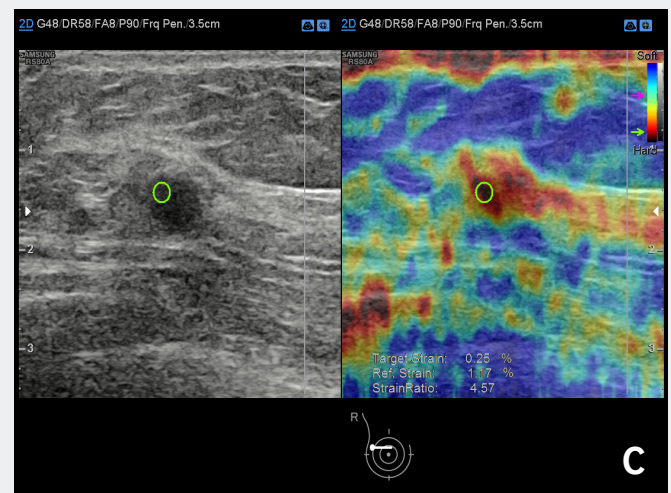 2D G48/DR58/FA8/P90/Frq Pen./3.5cm
2D G48/DR58/FA8/P90/Frq Pen./3.5cm
SAMSUNG
RS80A
SAMSUNG
RS80A
Soft
Hard
1
2
3
1
2
3
Target Strain: 0.25 %
Ref. Strain: 1.17 %
StrainRatio: 4.57
R
C